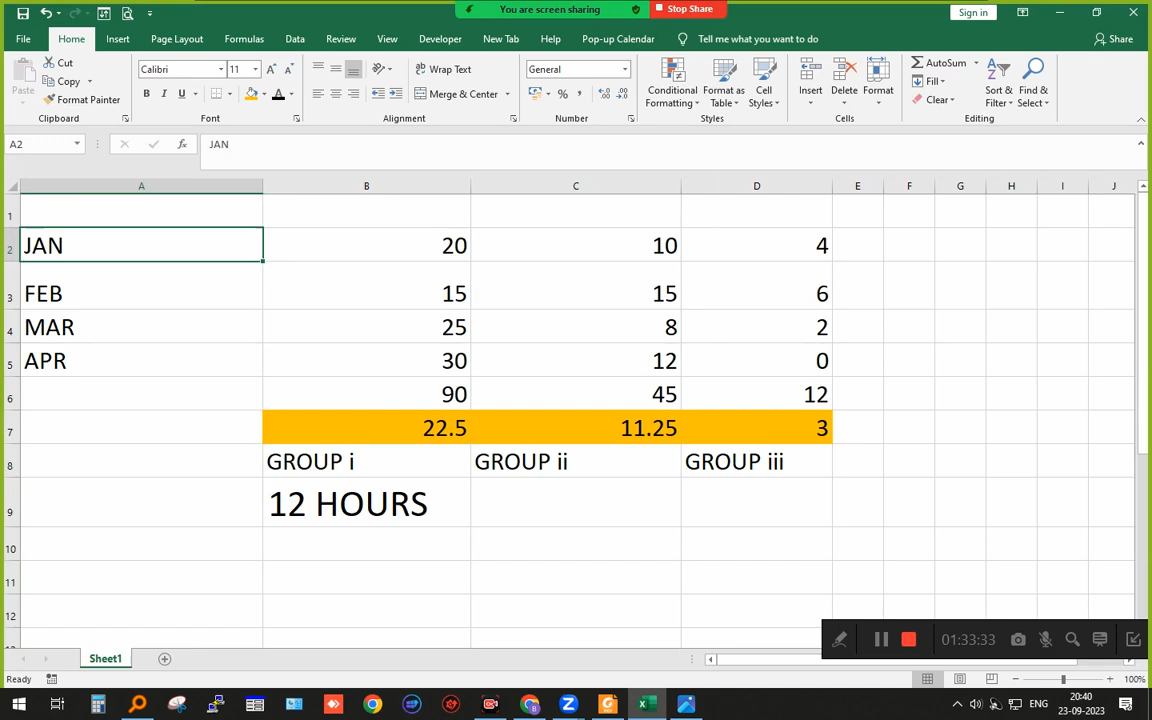 You are screen sharing Stop Share
Sign in
File Home Insert Page Layout Formulas Data Review View Developer New Tab Help Pop-up Calendar Tell me what you want to do Share
Paste Cut Copy Format Painter
Calibri 11 B I U A A A
Wrap Text Merge & Center
General % ,
Conditional Formatting Format as Table Cell Styles
Insert Delete Format
AutoSum Fill Clear Sort & Filter Find & Select
Clipboard Font Alignment Number Styles Cells Editing
A2 fx JAN
A B C D E F G H I J
1
2 JAN 20 10 4
3 FEB 15 15 6
4 MAR 25 8 2
5 APR 30 12 0
6 90 45 12
7 22.5 11.25 3
8 GROUP i GROUP ii GROUP iii
9 12 HOURS
10
11
12
01:33:33
Sheet1
Ready 100%
ENG 20:40
23-09-2023